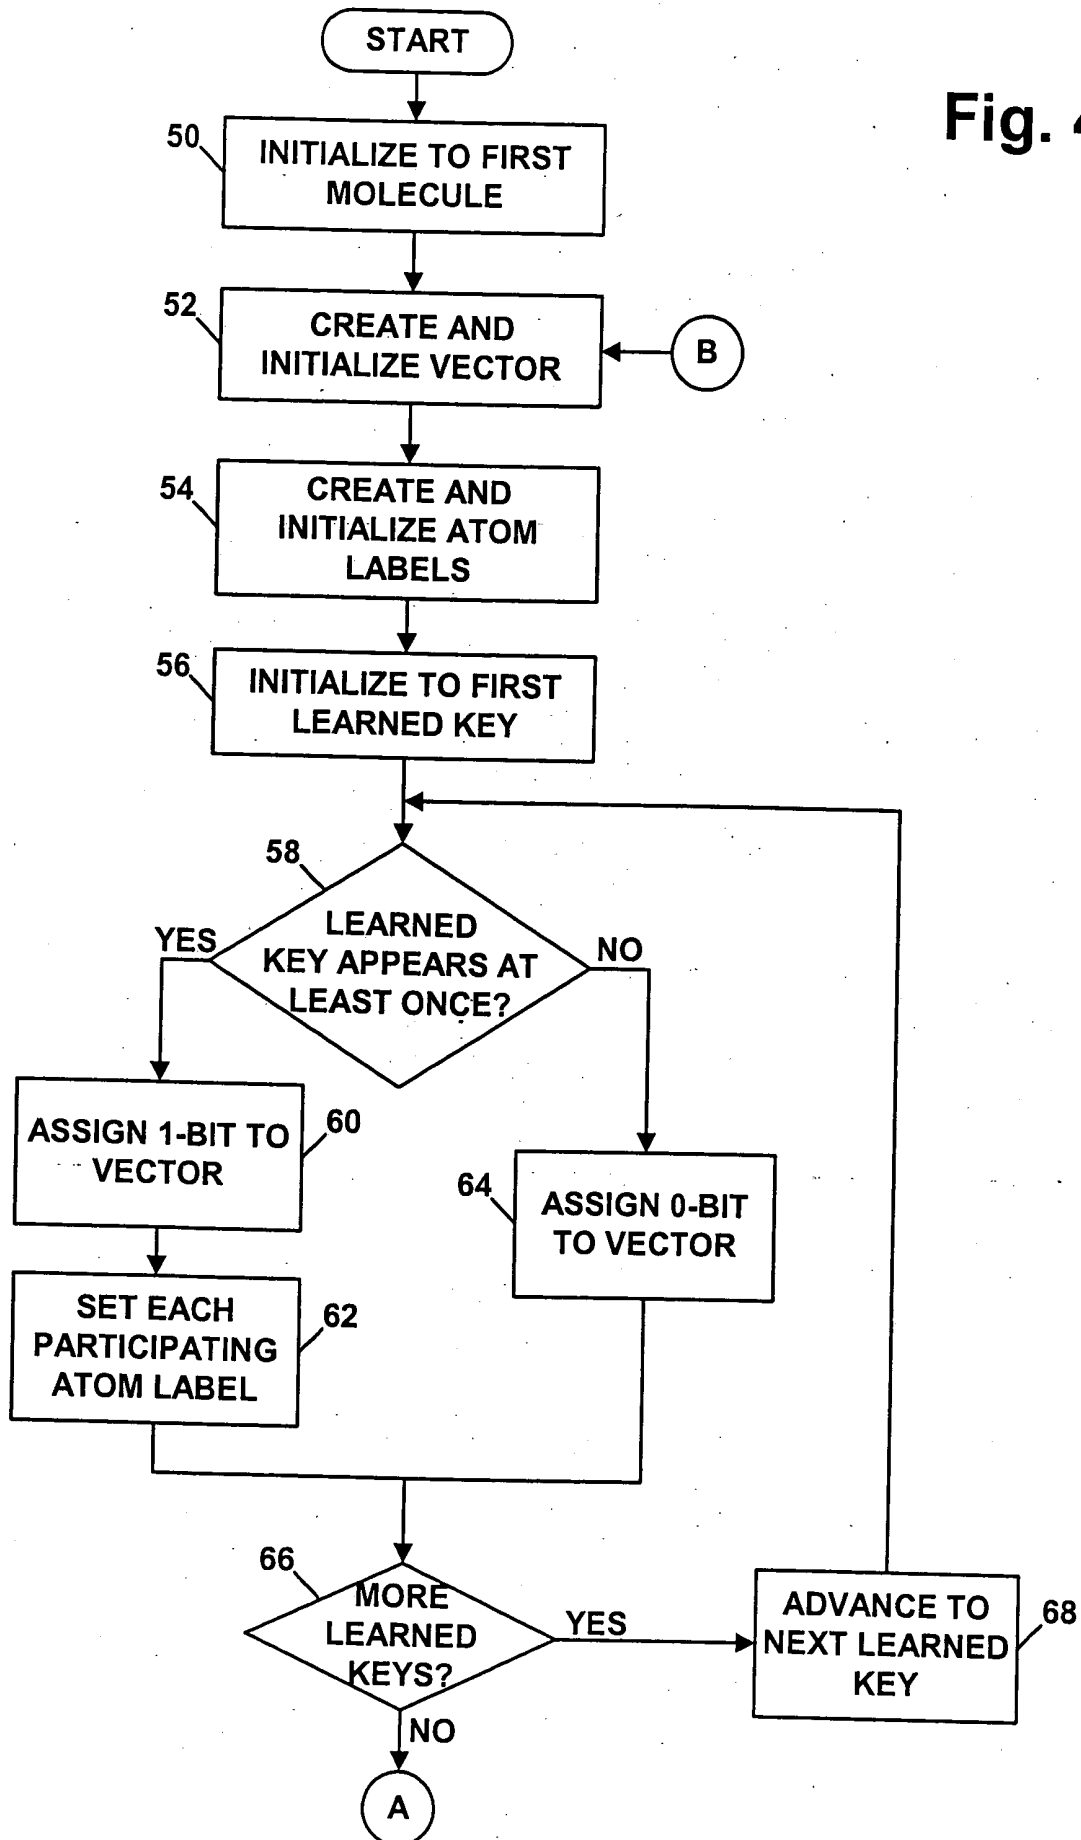 START
Fig. 4
50
INITIALIZE TO FIRST
MOLECULE
52
CREATE AND
INITIALIZE VECTOR
B
54
CREATE AND
INITIALIZE ATOM
LABELS
56
INITIALIZE TO FIRST
LEARNED KEY
58
LEARNED
KEY APPEARS AT
LEAST ONCE?
YES
NO
ASSIGN 1-BIT TO
VECTOR
60
64
ASSIGN 0-BIT
TO VECTOR
SET EACH
PARTICIPATING
ATOM LABEL
62
66
MORE
LEARNED
KEYS?
YES
ADVANCE TO
NEXT LEARNED
KEY
68
NO
A